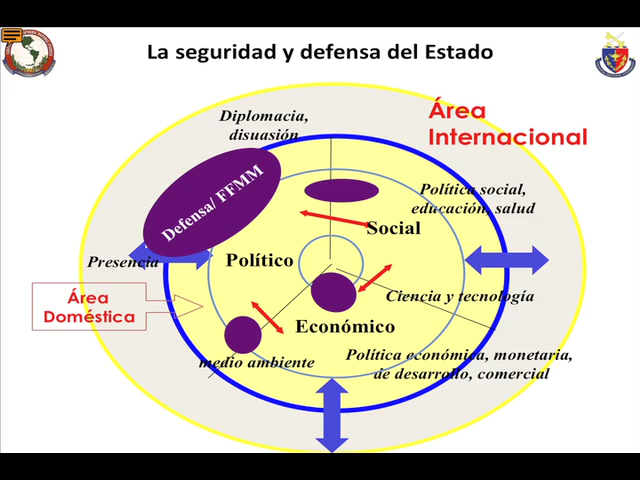 La seguridad y defensa del Estado
Diplomacia,
disuasión
Área
Internacional
Defensa/ FFMM
Política social,
educación, salud
Social
Presencia
Político
Área
Doméstica
Ciencia y tecnología
Económico
medio ambiente
Política económica, monetaria,
de desarrollo, comercial